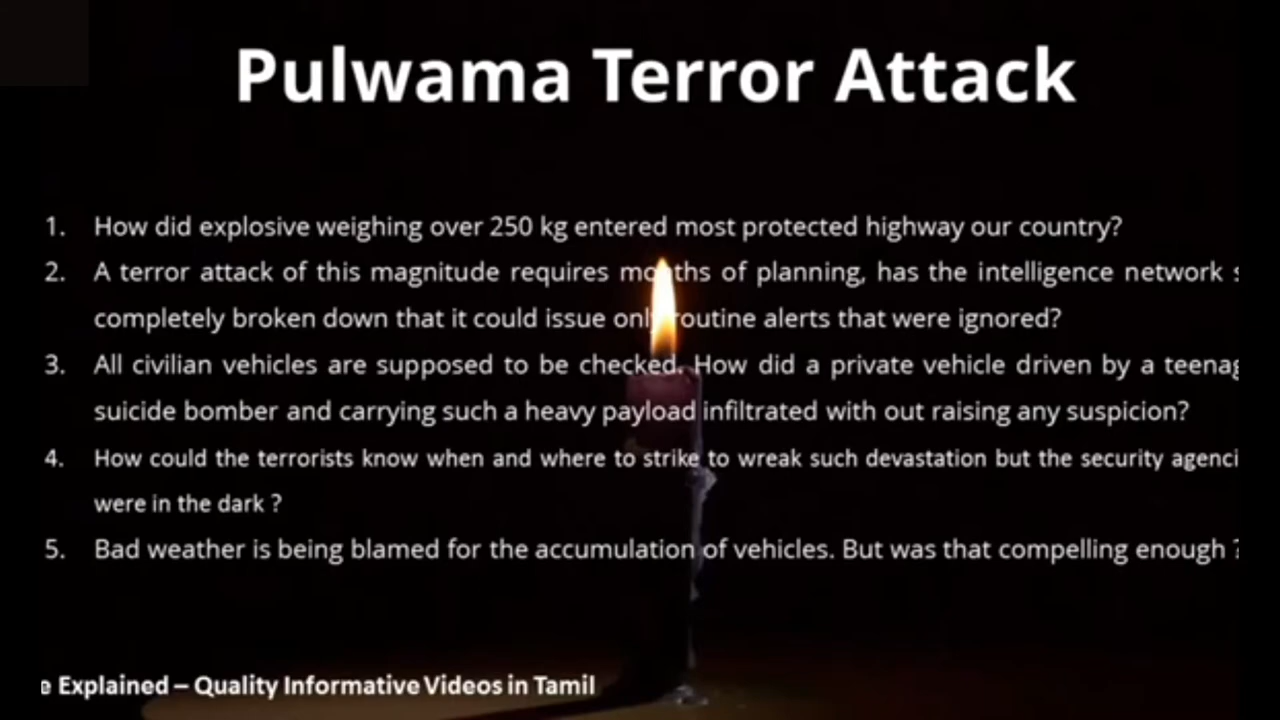 Pulwama Terror Attack
1. How did explosive weighing over 250 kg entered most protected highway our country?
2. A terror attack of this magnitude requires months of planning, has the intelligence network
completely broken down that it could issue only routine alerts that were ignored?
3. All civilian vehicles are supposed to be checked. How did a private vehicle driven by a teenag
suicide bomber and carrying such a heavy payload infiltrated with out raising any suspicion?
4. How could the terrorists know when and where to strike to wreak such devastation but the security agenci
were in the dark ?
5. Bad weather is being blamed for the accumulation of vehicles. But was that compelling enough ?
e Explained – Quality Informative Videos in Tamil